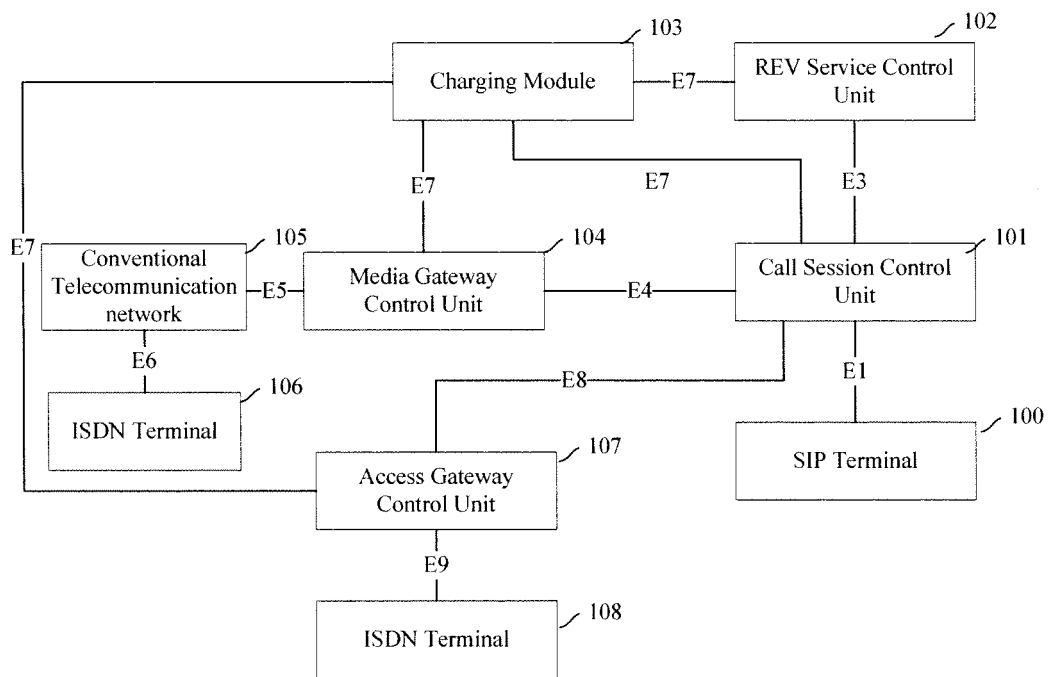 103
102
Charging Module
E7
REV Service Control
Unit
E7
E7
E3
E7
105
104
101
Conventional
Telecommunication
network
E5
Media Gateway
Control Unit
E4
Call Session Control
Unit
E6
E8
E1
106
ISDN Terminal
107
100
Access Gateway
Control Unit
SIP Terminal
E9
108
ISDN Terminal